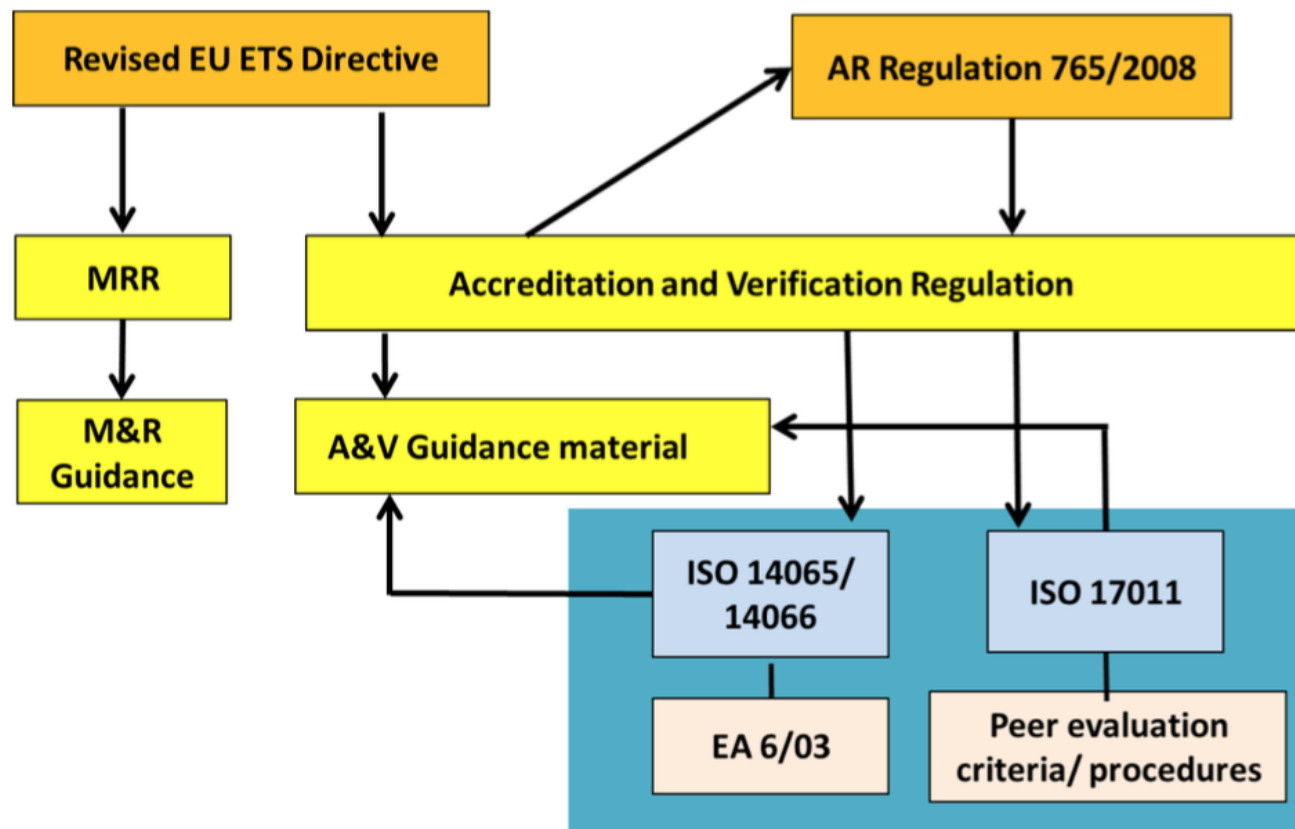 Revised EU ETS Directive
AR Regulation 765/2008
MRR
Accreditation and Verification Regulation
M&R
Guidance
A&V Guidance material
ISO 14065/
14066
ISO 17011
EA 6/03
Peer evaluation
criteria/ procedures